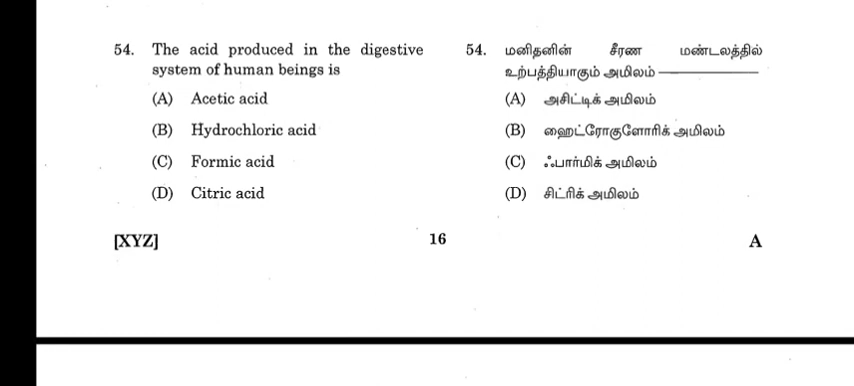 54. The acid produced in the digestive
system of human beings is
(A) Acetic acid
(B) Hydrochloric acid
(C) Formic acid
(D) Citric acid
54. மனிதனின் சீரண மண்டலத்தில்
உற்பத்தியாகும் அமிலம் ————
(A) அசிட்டிக் அமிலம்
(B) ஹைட்ரோகுளோரிக் அமிலம்
(C) ஃபார்மிக் அமிலம்
(D) சிட்ரிக் அமிலம்
[XYZ] 16 A